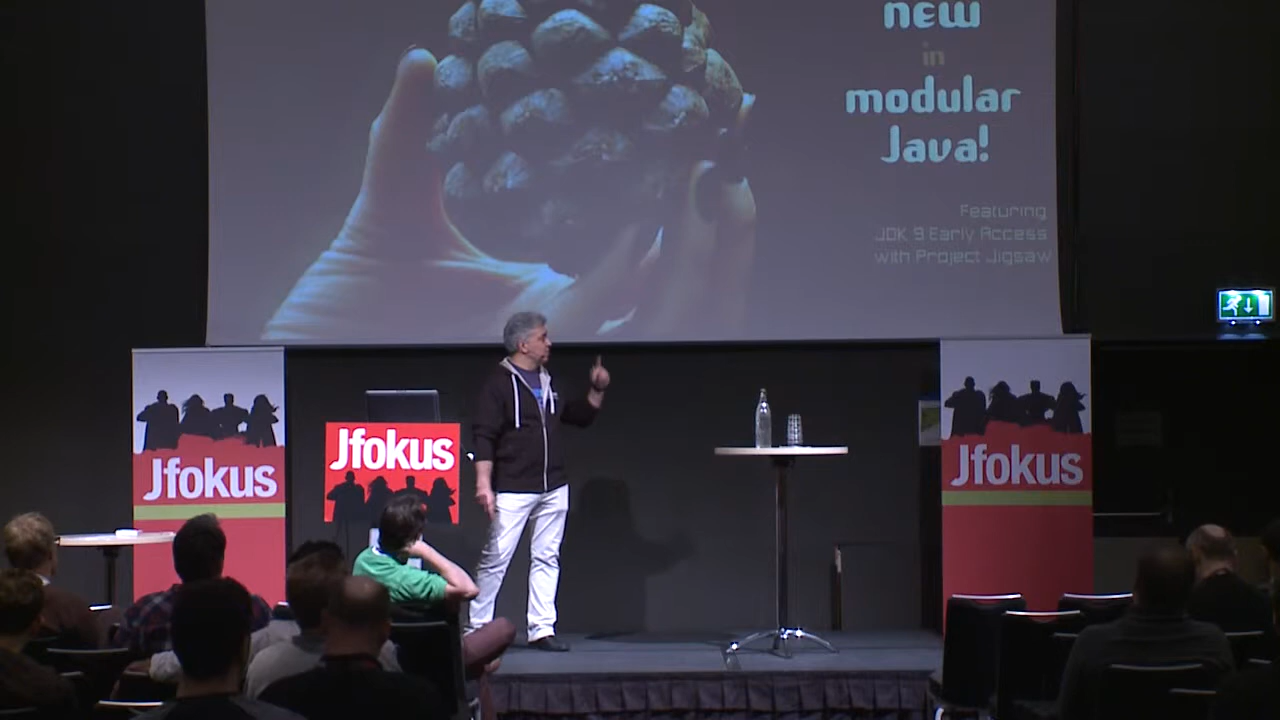 new
in
modular
Java!
Featuring
JDK 9 Early Access
with Project Jigsaw
Jfokus
Jfokus
Jfokus